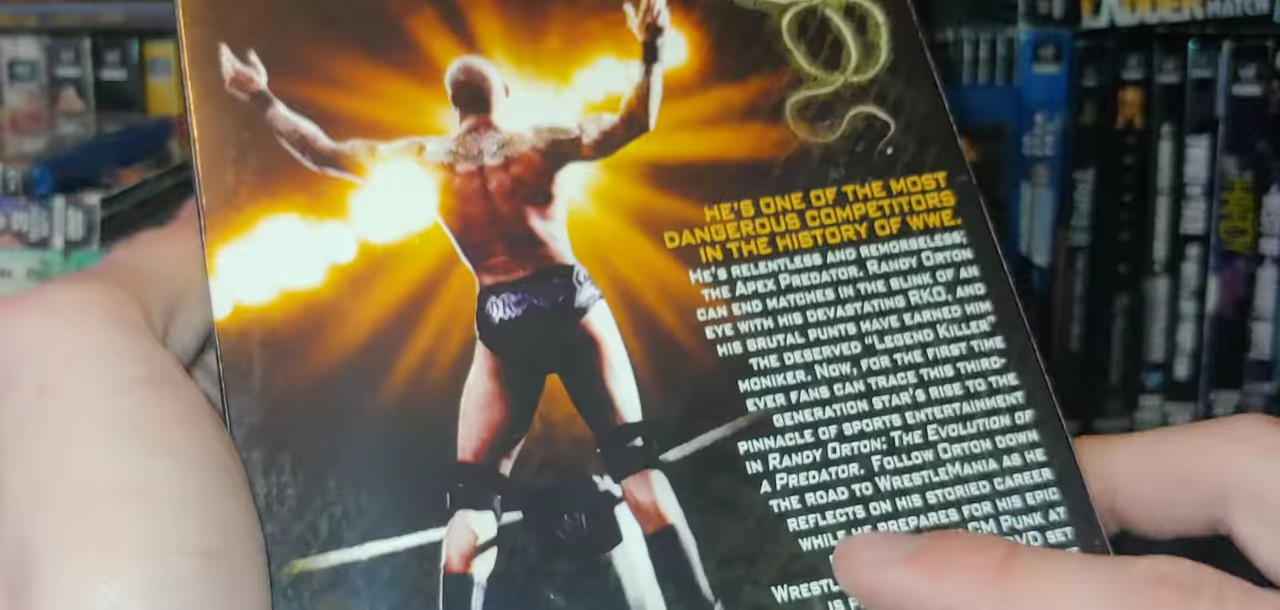 LADDER MATCH
HE'S ONE OF THE MOST
DANGEROUS COMPETITORS
IN THE HISTORY OF WWE.
HE'S RELENTLESS AND REMORSELESS;
THE APEX PREDATOR. RANDY ORTON
CAN END MATCHES IN THE BLINK OF AN
EYE WITH HIS DEVASTATING RKO, AND
HIS BRUTAL PUNTS HAVE EARNED HIM
THE DESERVED "LEGEND KILLER"
MONIKER. NOW, FOR THE FIRST TIME
EVER FANS CAN TRACE THIS THIRD-
GENERATION STAR'S RISE TO THE
PINNACLE OF SPORTS ENTERTAINMENT
IN RANDY ORTON: THE EVOLUTION OF
A PREDATOR. FOLLOW ORTON DOWN
THE ROAD TO WRESTLEMANIA AS HE
REFLECTS ON HIS STORIED CAREER
WHILE HE PREPARES FOR HIS EPIC
CM PUNK AT
DVD SET
WRESTL
IS F